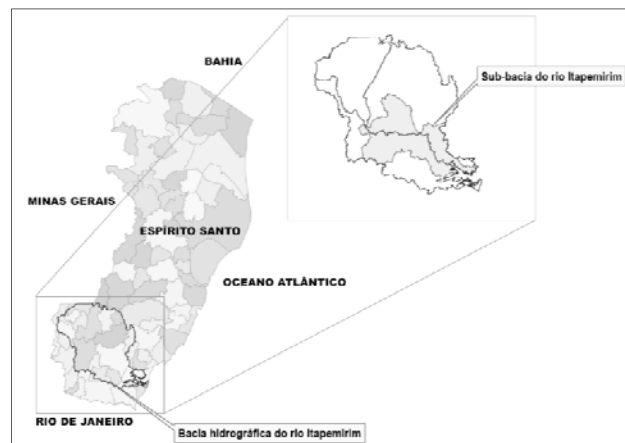 BAHIA
Sub-bacia do rio Itapemirim
MINAS GERAIS
ESPÍRITO SANTO
OCEANO ATLÂNTICO
RIO DE JANEIRO
Bacia hidrográfica do rio Itapemirim